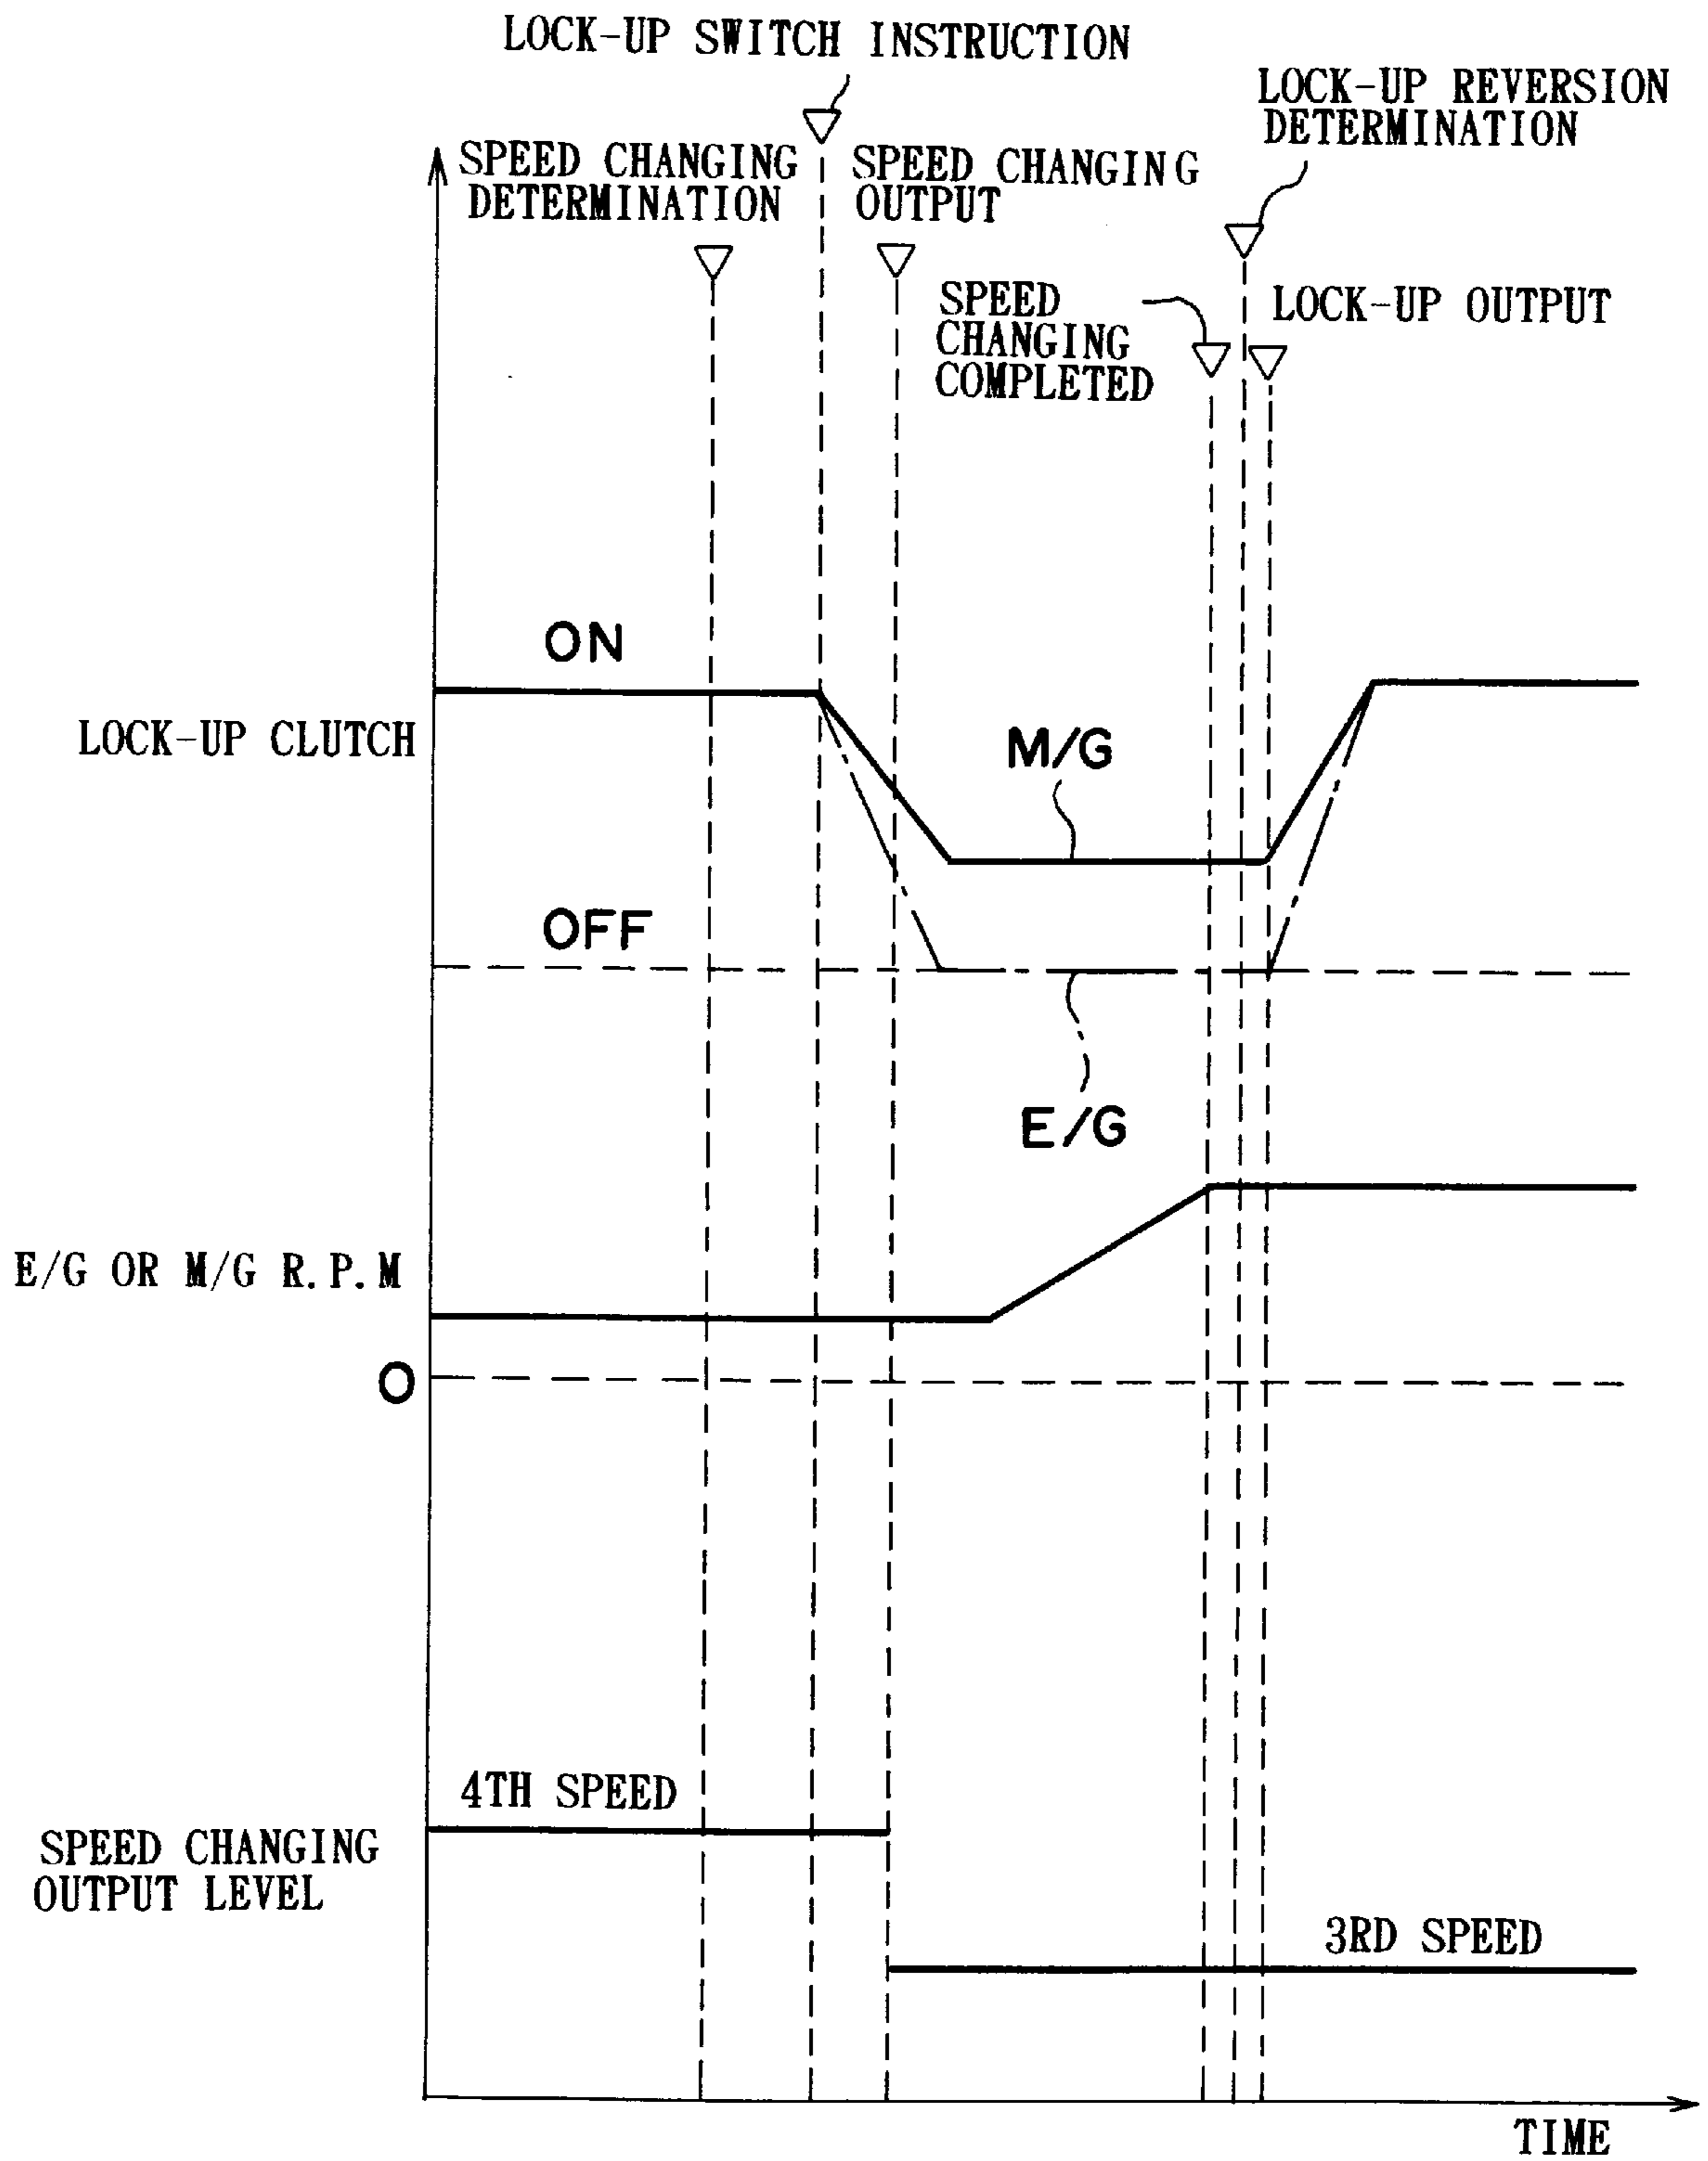 LOCK-UP SWITCH INSTRUCTION
LOCK-UP REVERSION
DETERMINATION
SPEED CHANGING
DETERMINATION
SPEED CHANGING
OUTPUT
SPEED
CHANGING
COMPLETED
LOCK-UP OUTPUT
ON
LOCK-UP CLUTCH
M/G
OFF
E/G
E/G OR M/G R.P.M
0
4TH SPEED
SPEED CHANGING
OUTPUT LEVEL
3RD SPEED
TIME